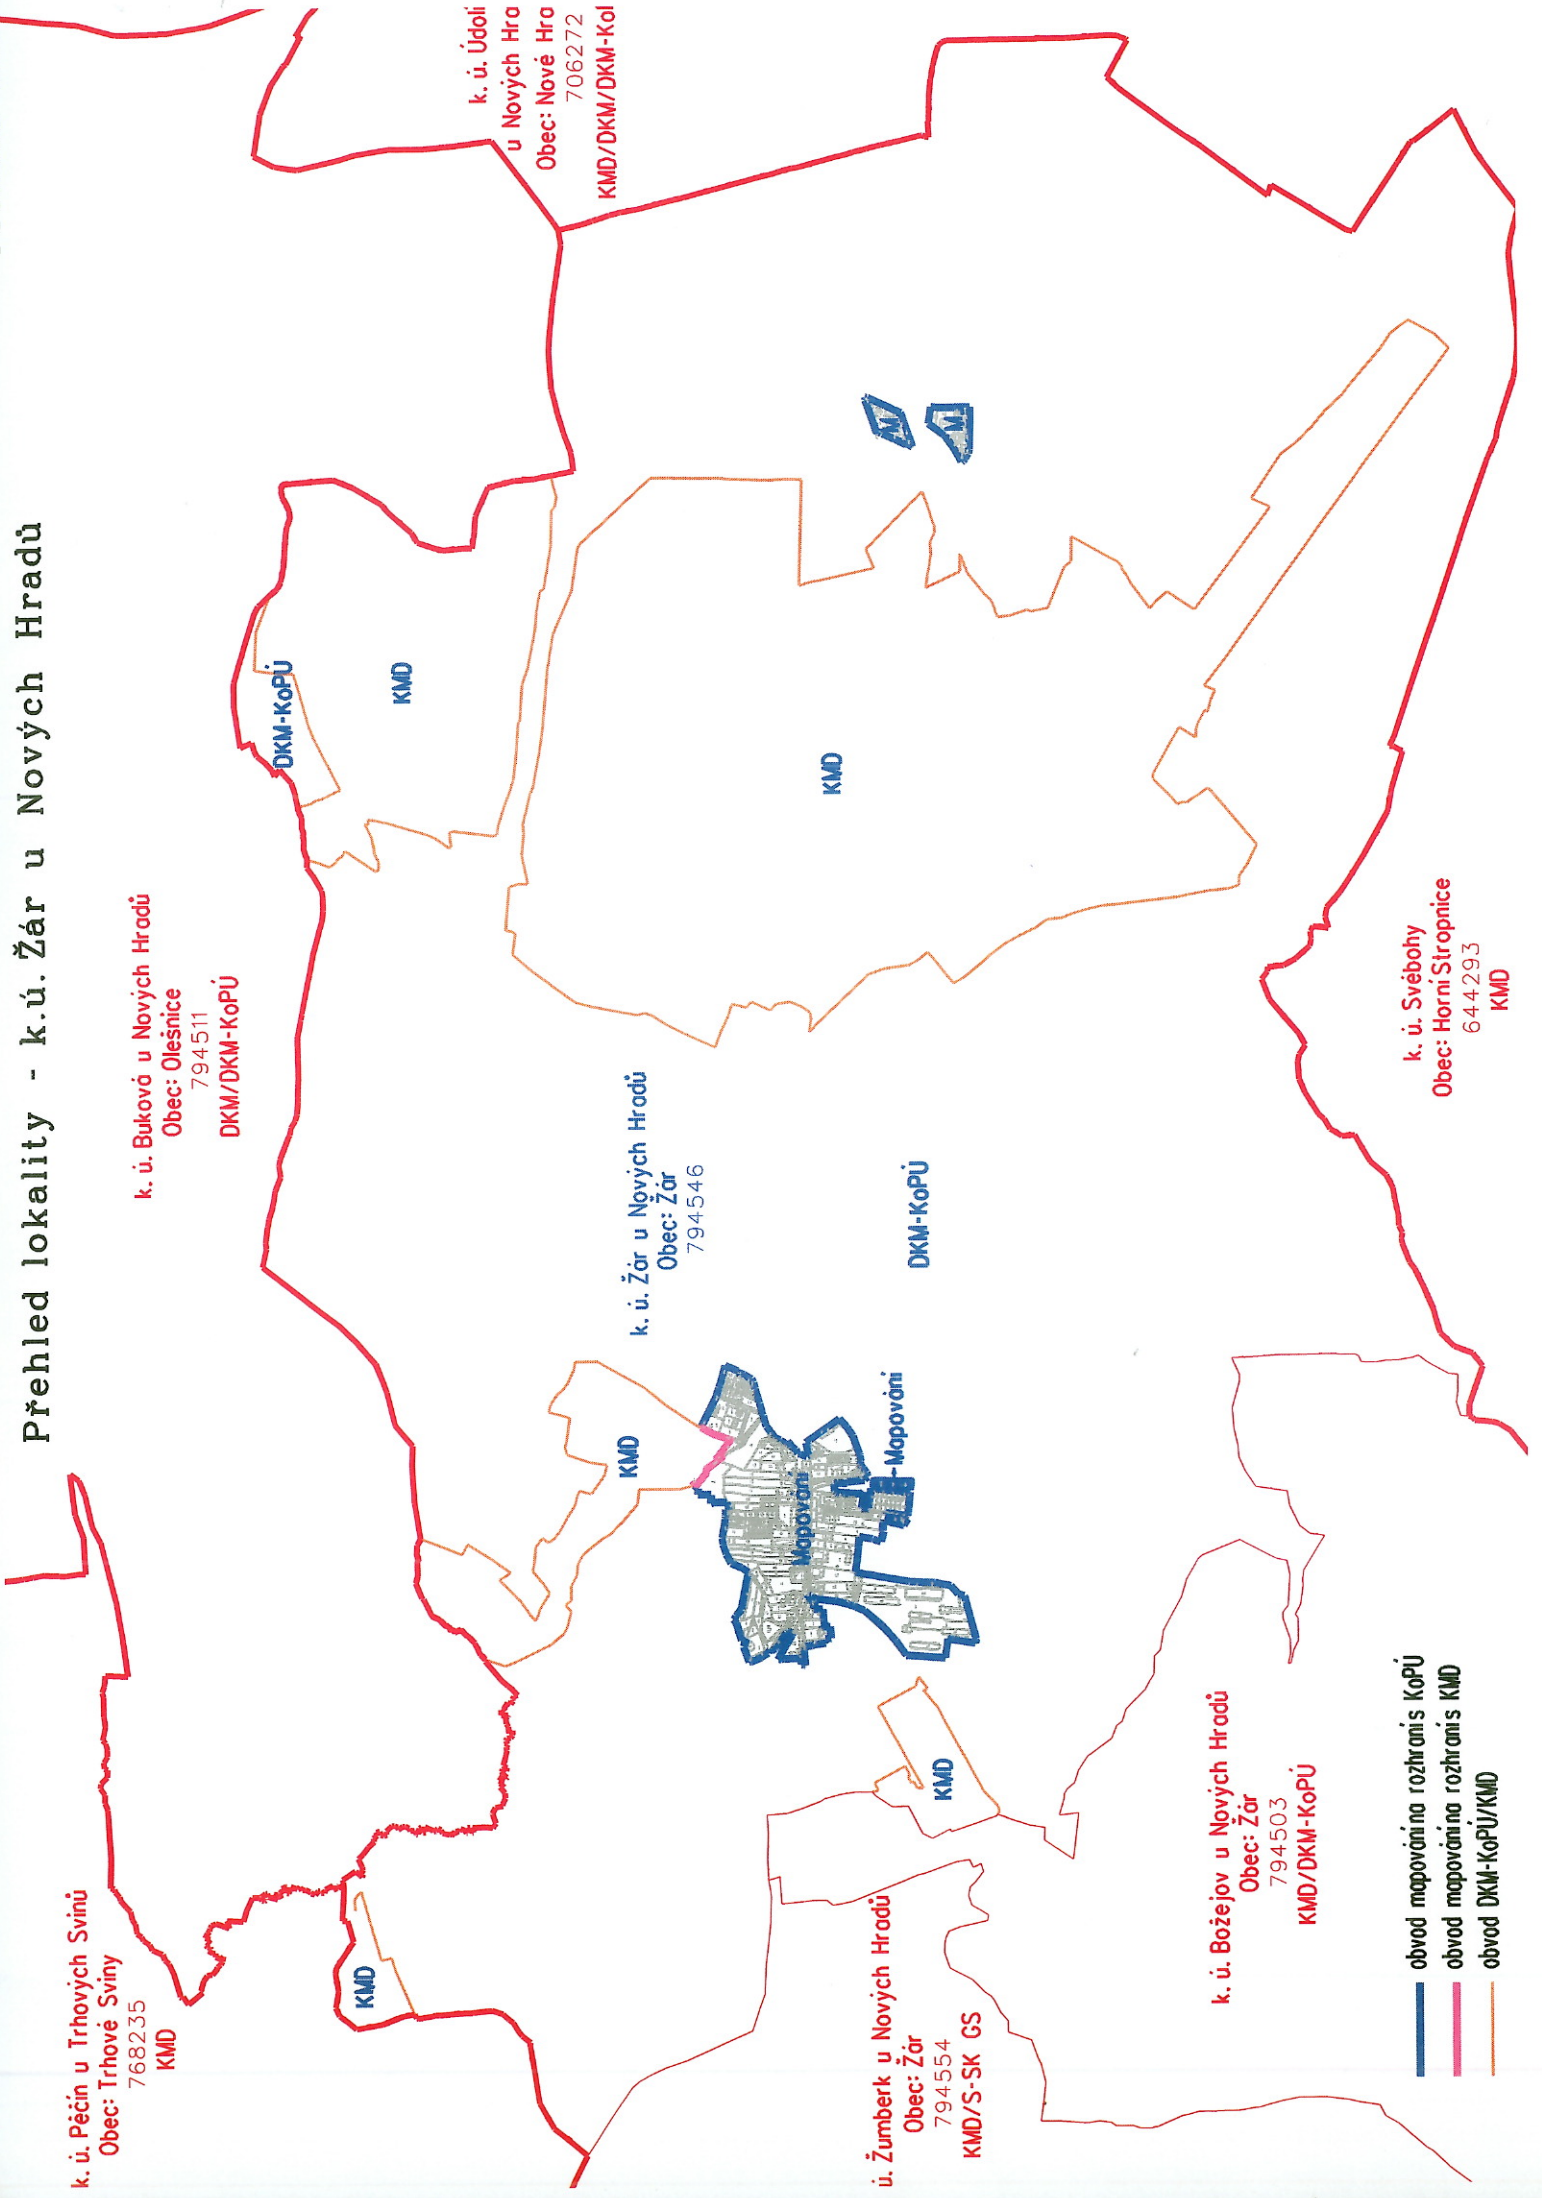 Přehled lokality - k.ú. Žár u Nových Hradů
k. ú. Pěčín u Trhových Svinů
Obec: Trhové Sviny
768235
KMD
k. ú. Buková u Nových Hradů
Obec: Olešnice
794511
DKM/DKM-KoPÚ
k. ú. Údolí
u Nových Hra
Obec: Nové Hra
706272
KMD/DKM/DKM-Kol
DKM-KoPÚ
KMD
KMD
KMD
k. ú. Žár u Nových Hradů
Obec: Žár
794546
KMD
KMD
Mapování
Mapování
M
M
DKM-KoPÚ
KMD
ú. Žumberk u Nových Hradů
Obec: Žár
794554
KMD/S-SK GS
k. ú. Božejov u Nových Hradů
Obec: Žár
794503
KMD/DKM-KoPÚ
k. ú. Svébohy
Obec: Horní Stropnice
644293
KMD
obvod mapování na rozhraní s KoPÚ
obvod mapování na rozhraní s KMD
obvod DKM-KoPÚ/KMD